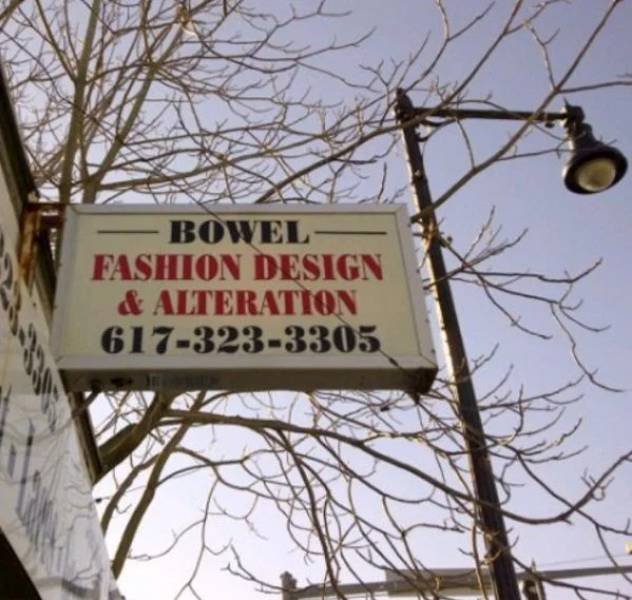 BOWEL
FASHION DESIGN
& ALTERATION
617-323-3305